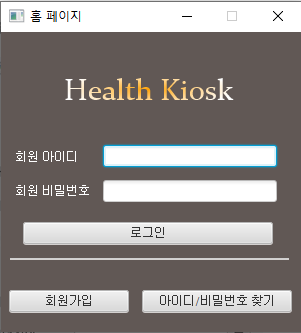 홈 페이지
Health Kiosk
회원 아이디
회원 비밀번호
로그인
회원가입
아이디/비밀번호 찾기